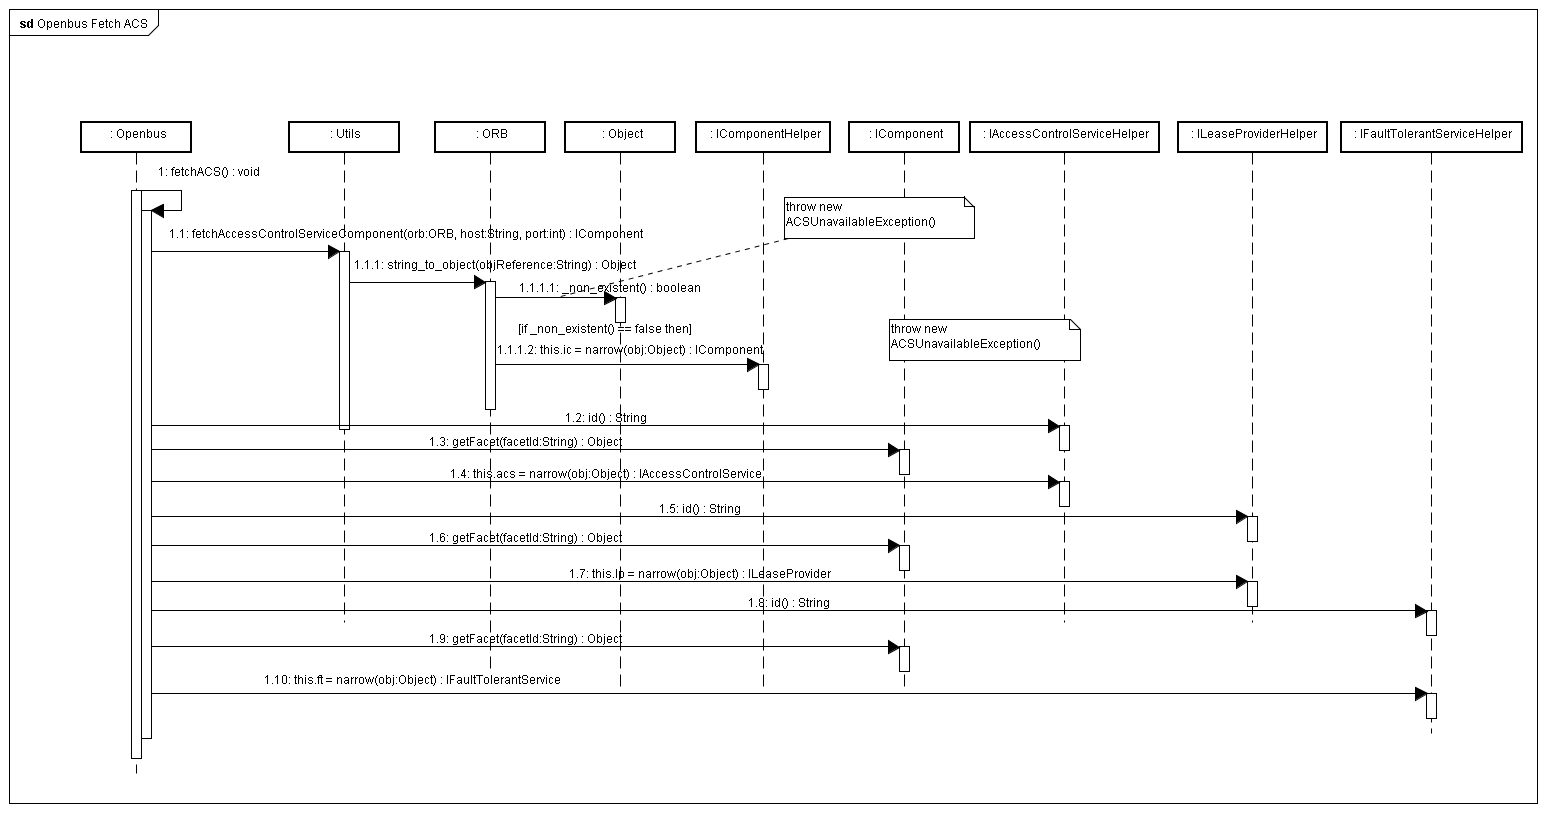 sd Openbus Fetch ACS
: Openbus
: Utils
: ORB
: Object
: IComponentHelper
: IComponent
: IAccessControlServiceHelper
: ILeaseProviderHelper
: IFaultTolerantServiceHelper
1: fetchACS() : void
throw new
ACSUnavailableException()
1.1: fetchAccessControlServiceComponent(orb:ORB, host:String, port:int) : IComponent
1.1.1: string_to_object(objReference:String) : Object
1.1.1.1: _non_existent() : boolean
[if _non_existent() == false then]
throw new
ACSUnavailableException()
1.1.1.2: this.ic = narrow(obj:Object) : IComponent
1.2: id() : String
1.3: getFacet(facetId:String) : Object
1.4: this.acs = narrow(obj:Object) : IAccessControlService
1.5: id() : String
1.6: getFacet(facetId:String) : Object
1.7: this.lp = narrow(obj:Object) : ILeaseProvider
1.8: id() : String
1.9: getFacet(facetId:String) : Object
1.10: this.ft = narrow(obj:Object) : IFaultTolerantService